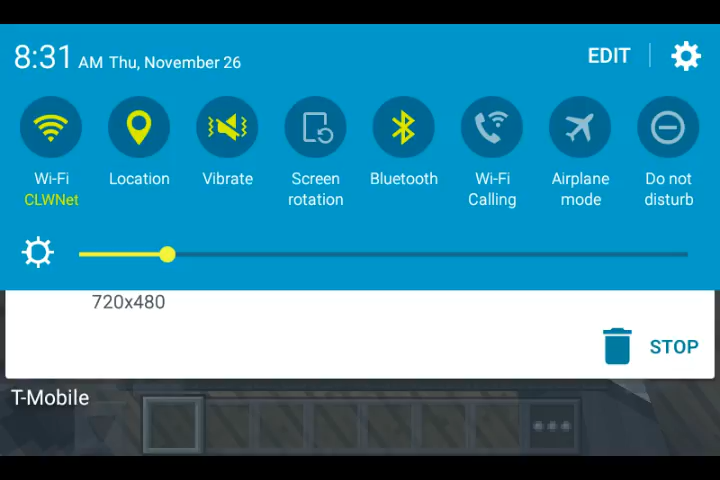 8:31 AM Thu, November 26
EDIT
Wi-Fi
CLWNet
Location
Vibrate
Screen
rotation
Bluetooth
Wi-Fi
Calling
Airplane
mode
Do not
disturb
720x480
STOP
T-Mobile